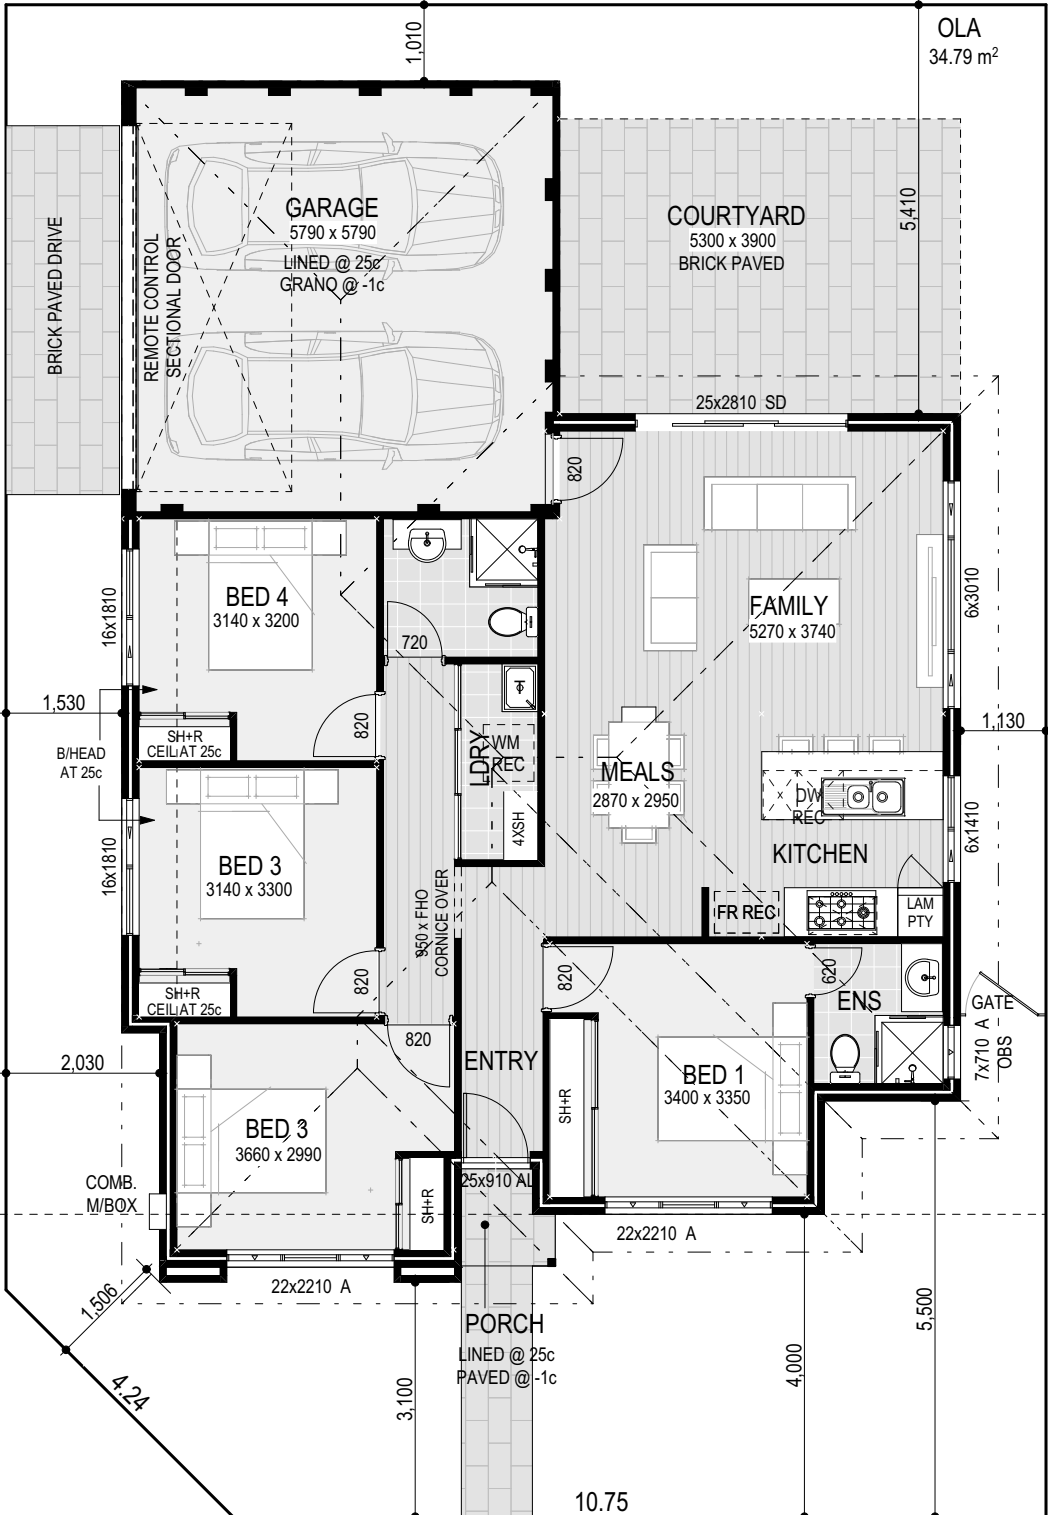 OLA
34.79 m²
1,010
GARAGE
5790 x 5790
LINED @ 25c
GRANO @ -1c
REMOTE CONTROL
SECTIONAL DOOR
BRICK PAVED DRIVE
COURTYARD
5300 x 3900
BRICK PAVED
5,410
25x2810 SD
820
BED 4
3140 x 3200
16x1810
720
820
FAMILY
5270 x 3740
6x3010
1,530
1,130
B/HEAD
AT 25c
SH+R
CEIL AT 25c
LDRY
WM
REC
4XSH
MEALS
2870 x 2950
DW
REC
KITCHEN
6x1410
FR REC
LAM
PTY
BED 3
3140 x 3300
16x1810
950 x FHO
CORNICE OVER
820
SH+R
CEIL AT 25c
820
820
620
ENS
GATE
7x710 A
OBS
2,030
ENTRY
BED 1
3400 x 3350
SH+R
BED 3
3660 x 2990
SH+R
25x910 AL
COMB.
M/BOX
22x2210 A
22x2210 A
1,506
4.24
PORCH
LINED @ 25c
PAVED @ -1c
3,100
4,000
5,500
10.75